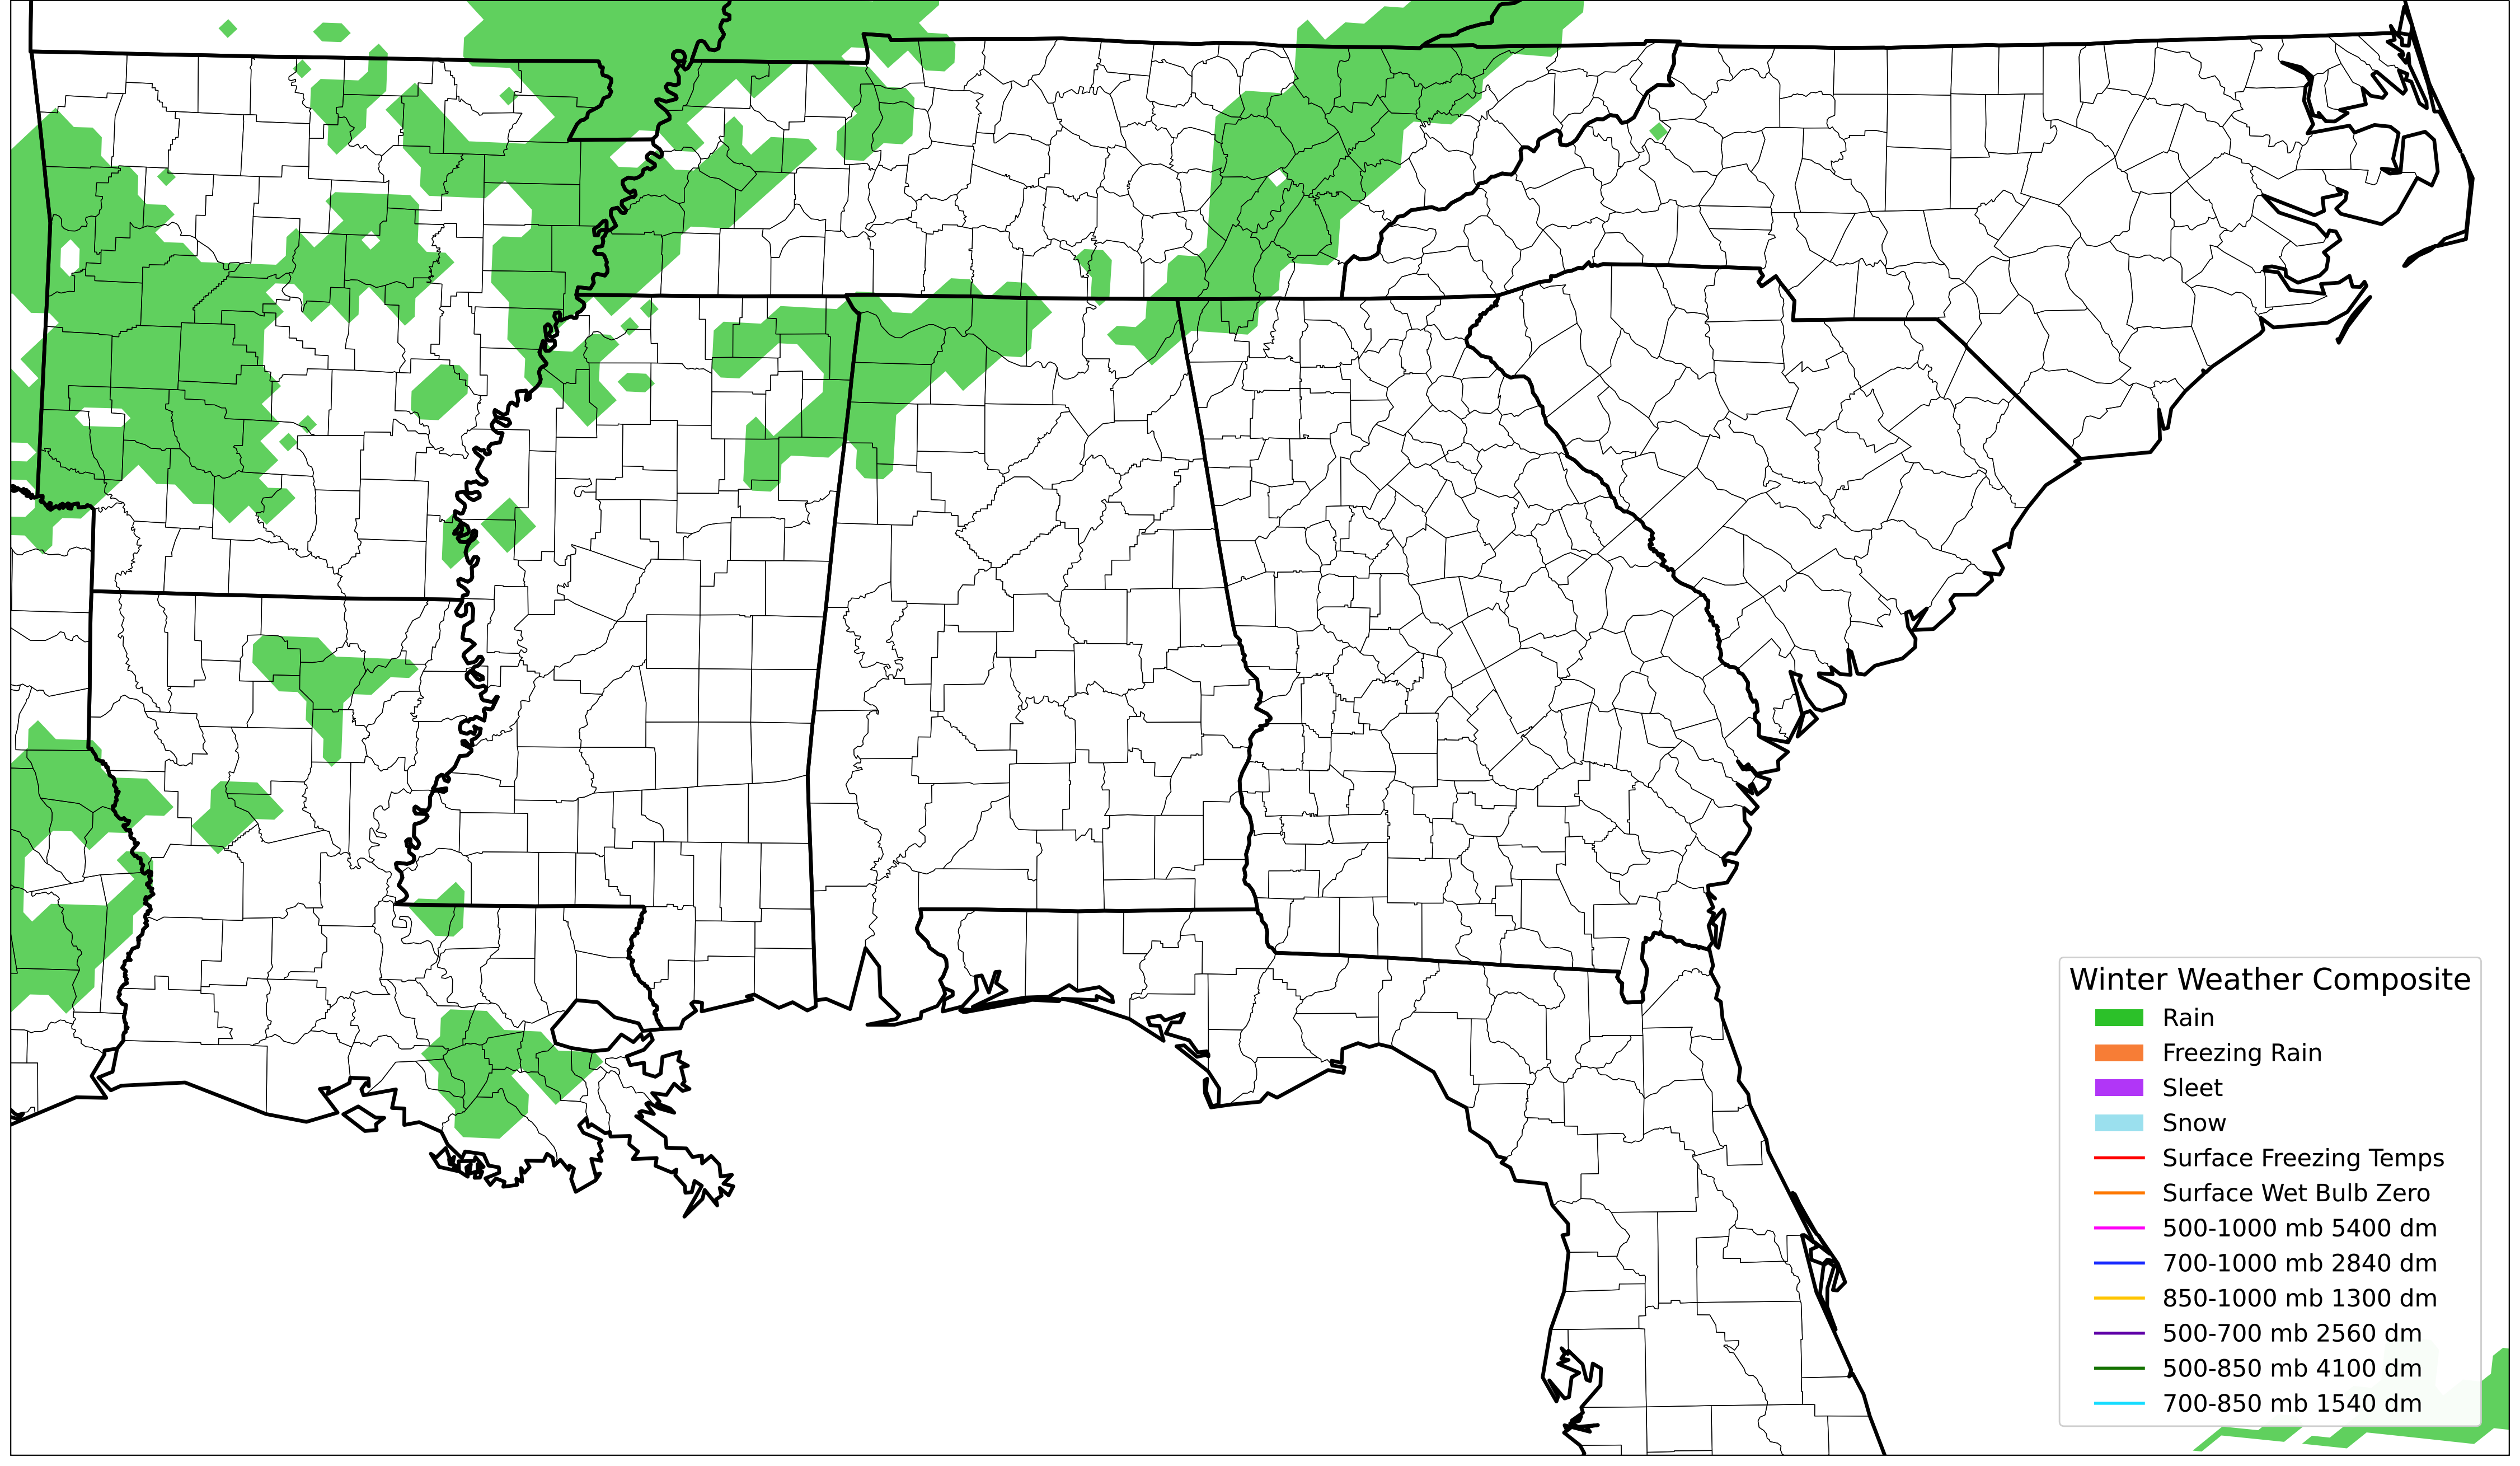 Winter Weather Composite
Rain
Freezing Rain
Sleet
Snow
Surface Freezing Temps
Surface Wet Bulb Zero
500-1000 mb 5400 dm
700-1000 mb 2840 dm
850-1000 mb 1300 dm
500-700 mb 2560 dm
500-850 mb 4100 dm
700-850 mb 1540 dm